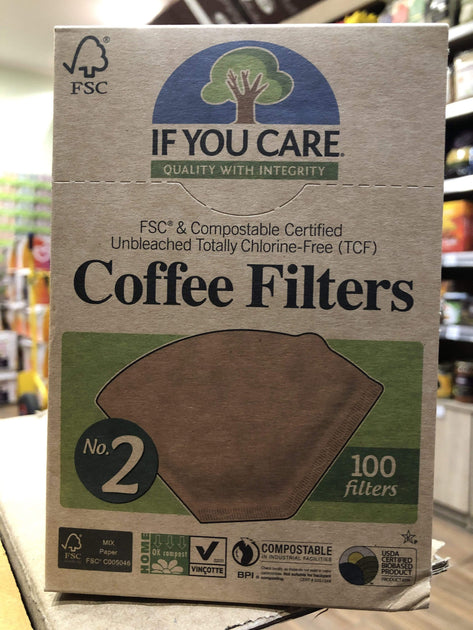 FSC
IF YOU CARE®
QUALITY WITH INTEGRITY
FSC® & Compostable Certified
Unbleached Totally Chlorine-Free (TCF)
Coffee Filters
No. 2
100
filters
FSC
MIX
Paper
FSC® C005046
HOME
OK compost
VINÇOTTE
BPI
COMPOSTABLE
IN INDUSTRIAL FACILITIES
USDA
CERTIFIED
BIOBASED
PRODUCT